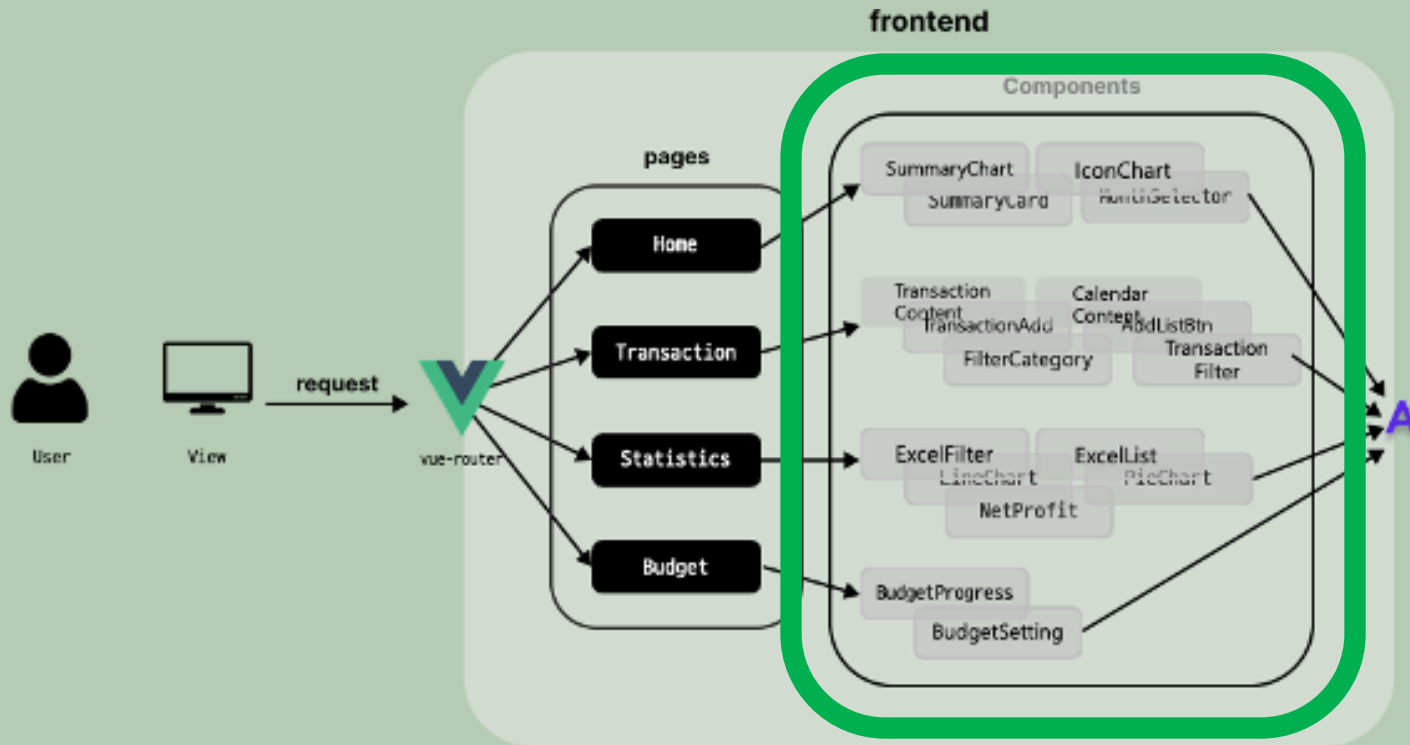 frontend
Components
pages
SummaryChart
IconChart
SummaryCard
MonthSelector
Home
Transaction
Content
Calendar
Content
TransactionAdd
AddListBtn
FilterCategory
Transaction
Filter
Transaction
request
User
View
vue-router
Statistics
ExcelFilter
ExcelList
LineChart
PieChart
NetProfit
Budget
BudgetProgress
BudgetSetting
A